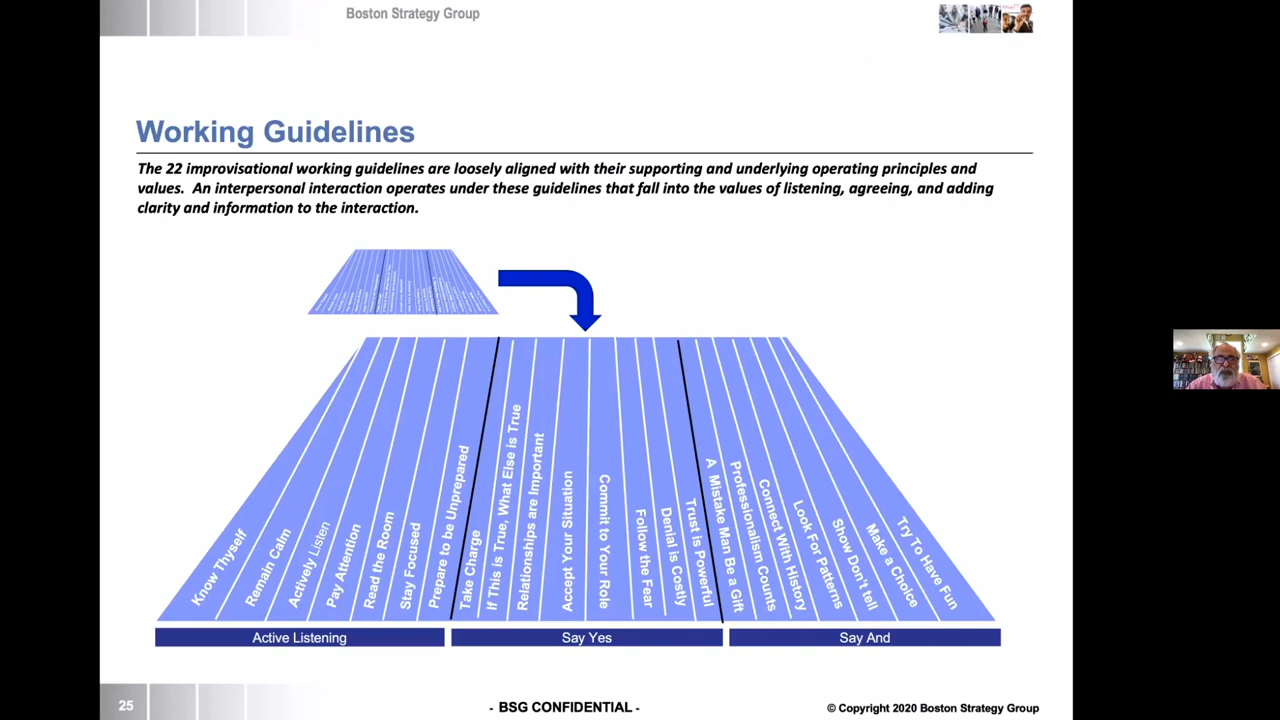 Boston Strategy Group
Working Guidelines
The 22 improvisational working guidelines are loosely aligned with their supporting and underlying operating principles and
values. An interpersonal interaction operates under these guidelines that fall into the values of listening, agreeing, and adding
clarity and information to the interaction.
Know Thyself
Remain Calm
Actively Listen
Pay Attention
Read the Room
Stay Focused
Prepare to be Unprepared
Take Charge
If This is True, What Else is True
Relationships are Important
Accept Your Situation
Commit to Your Role
Follow the Fear
Denial is Costly
Trust is Powerful
A Mistake Man Be a Gift
Professionalism Counts
Connect With History
Look For Patterns
Show Don't tell
Make a Choice
Try To Have Fun
Active Listening
Say Yes
Say And
25
- BSG CONFIDENTIAL -
© Copyright 2020 Boston Strategy Group